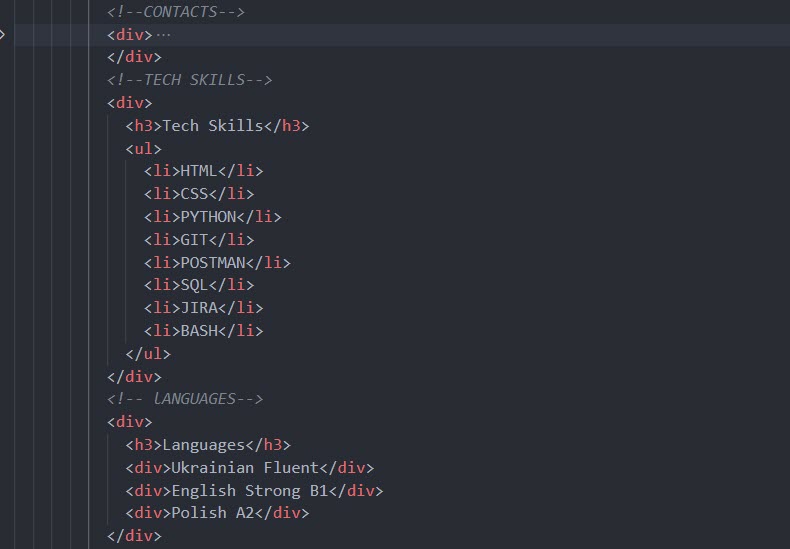 <!--CONTACTS-->
<div>···
</div>
<!--TECH SKILLS-->
<div>
<h3>Tech Skills</h3>
<ul>
<li>HTML</li>
<li>CSS</li>
<li>PYTHON</li>
<li>GIT</li>
<li>POSTMAN</li>
<li>SQL</li>
<li>JIRA</li>
<li>BASH</li>
</ul>
</div>
<!-- lANGUAGES-->
<div>
<h3>Languages</h3>
<div>Ukrainian Fluent</div>
<div>English Strong B1</div>
<div>Polish A2</div>
</div>